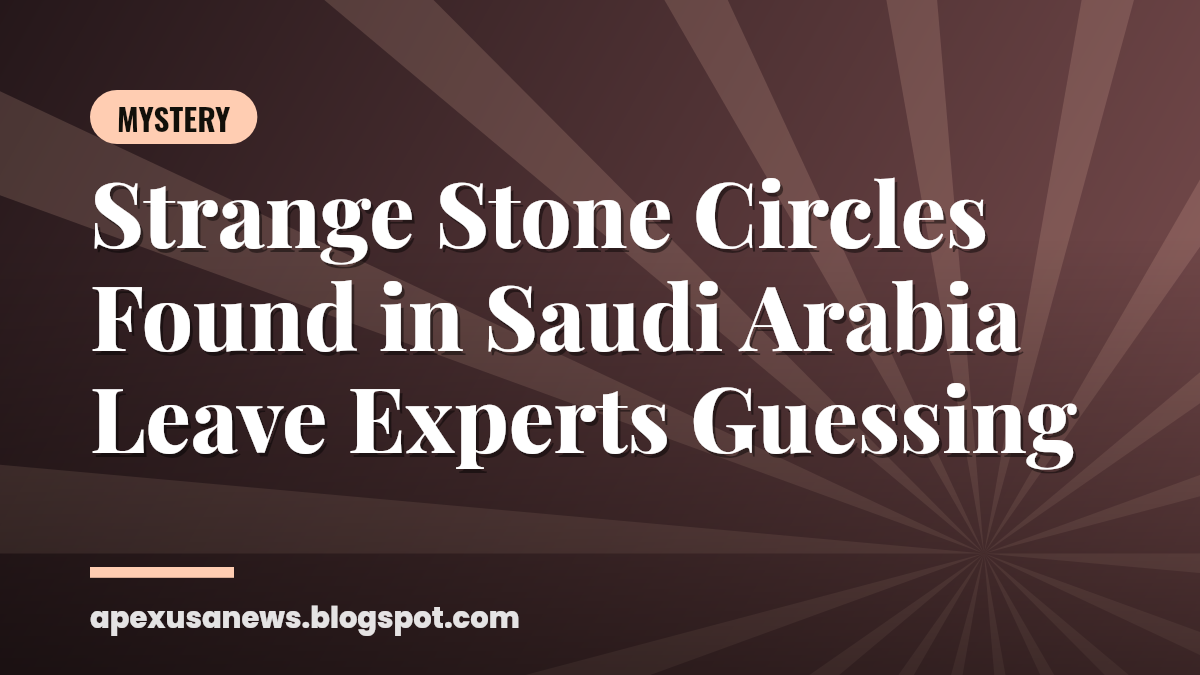 MYSTERY
Strange Stone Circles
Found in Saudi Arabia
Leave Experts Guessing
apexusanews.blogspot.com